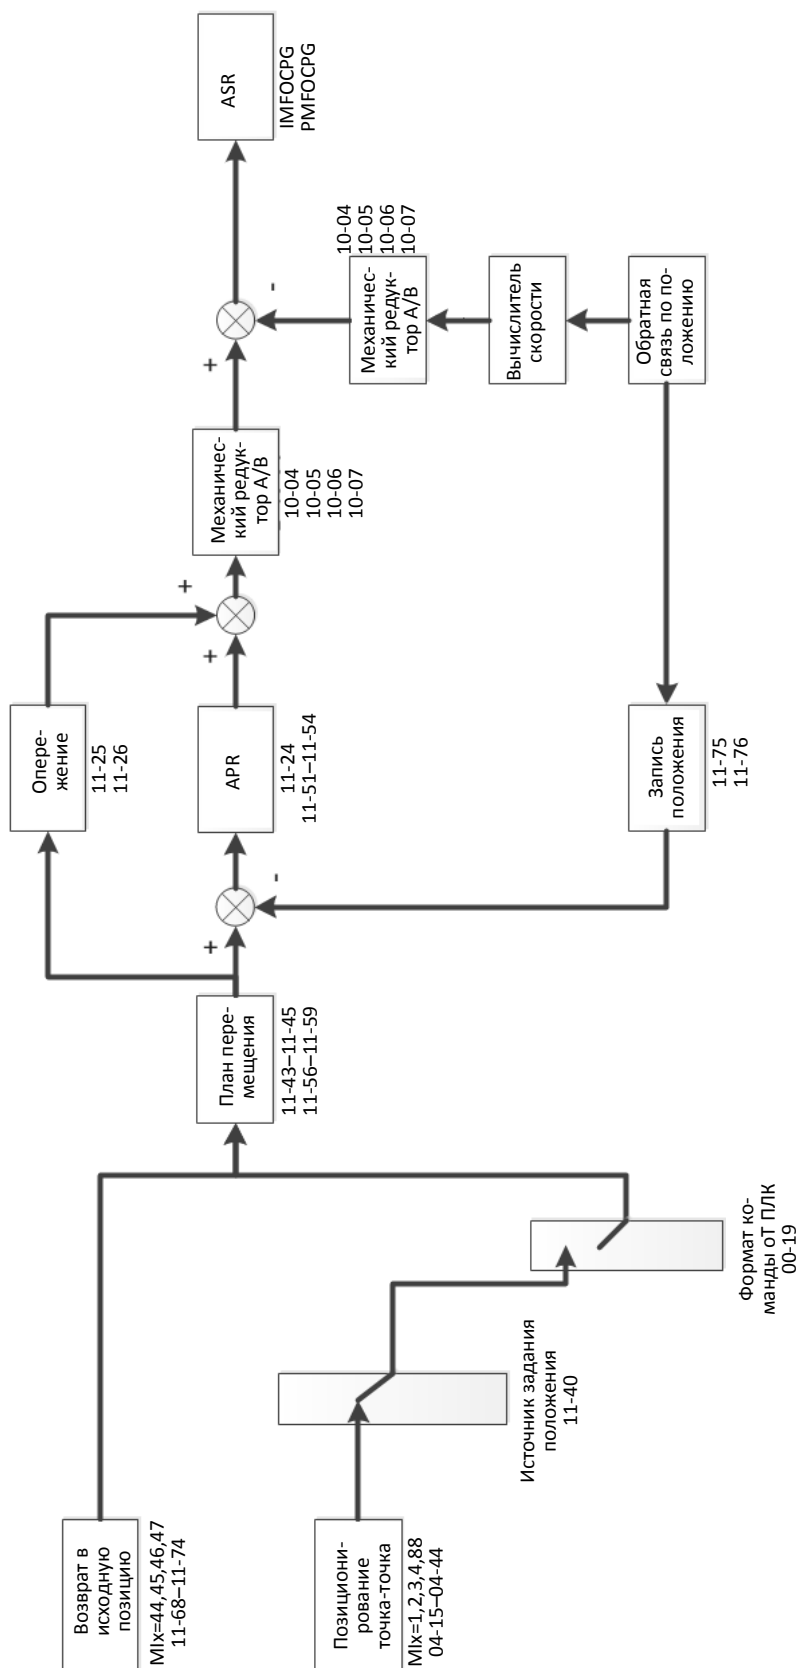 Возврат в
исходную
позицию
MIx=44,45,46,47
11-68–11-74
Позициони-
рование
точка-точка
MIx=1,2,3,4,88
04-15–04-44
Источник задания
положения
11-40
Формат ко-
манды оТ ПЛК
00-19
План пере-
мещения
11-43–11-45
11-56–11-59
+
-
Опере-
жение
11-25
11-26
APR
11-24
11-51–11-54
Запись
положения
11-75
11-76
+
+
Механичес-
кий редук-
тор А/В
10-04
10-05
10-06
10-07
+
-
Механичес-
кий редук-
тор А/В
10-04
10-05
10-06
10-07
Вычислитель
скорости
Обратная
связь по по-
ложению
ASR
IMFOCPG
PMFOCPG